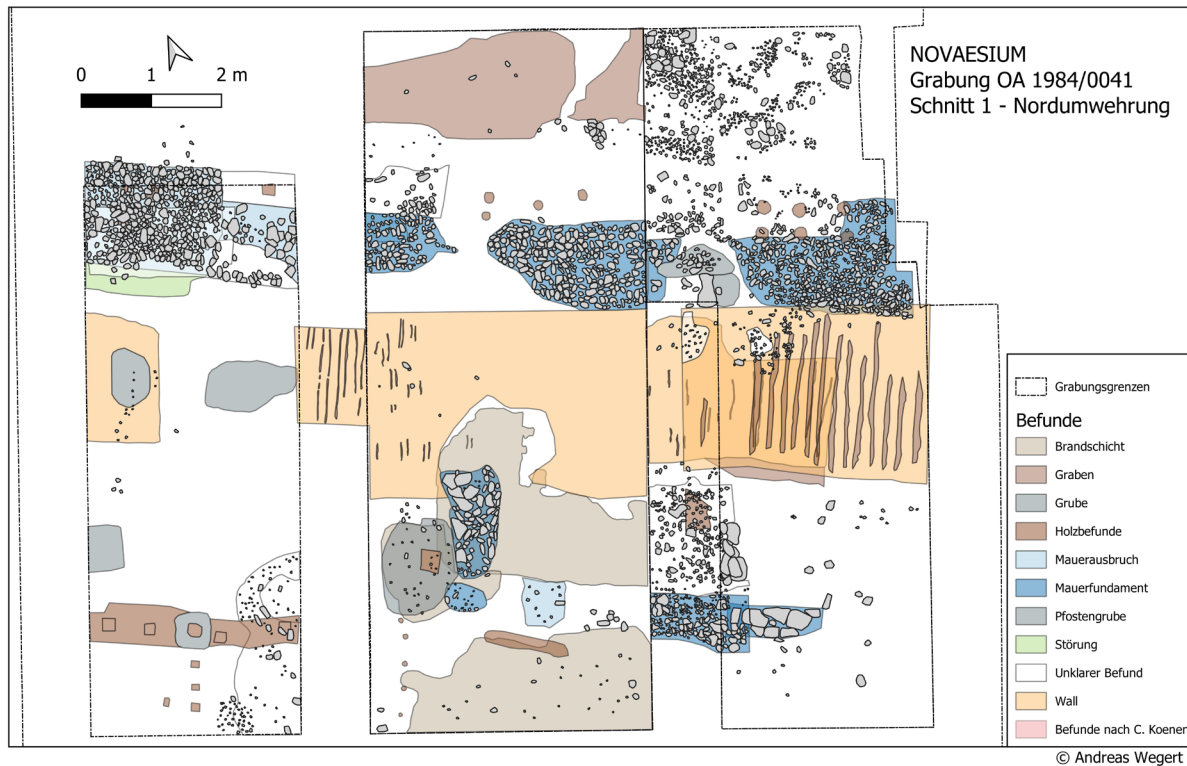 NOVAESIUM
Grabung OA 1984/0041
Schnitt 1 - Nordumwehrung
0 1 2 m
Grabungsgrenzen
Befunde
Brandschicht
Graben
Grube
Holzbefunde
Mauerausbruch
Mauerfundament
Pfostengrube
Störung
Unklarer Befund
Wall
Befunde nach C. Koenen
© Andreas Wegert